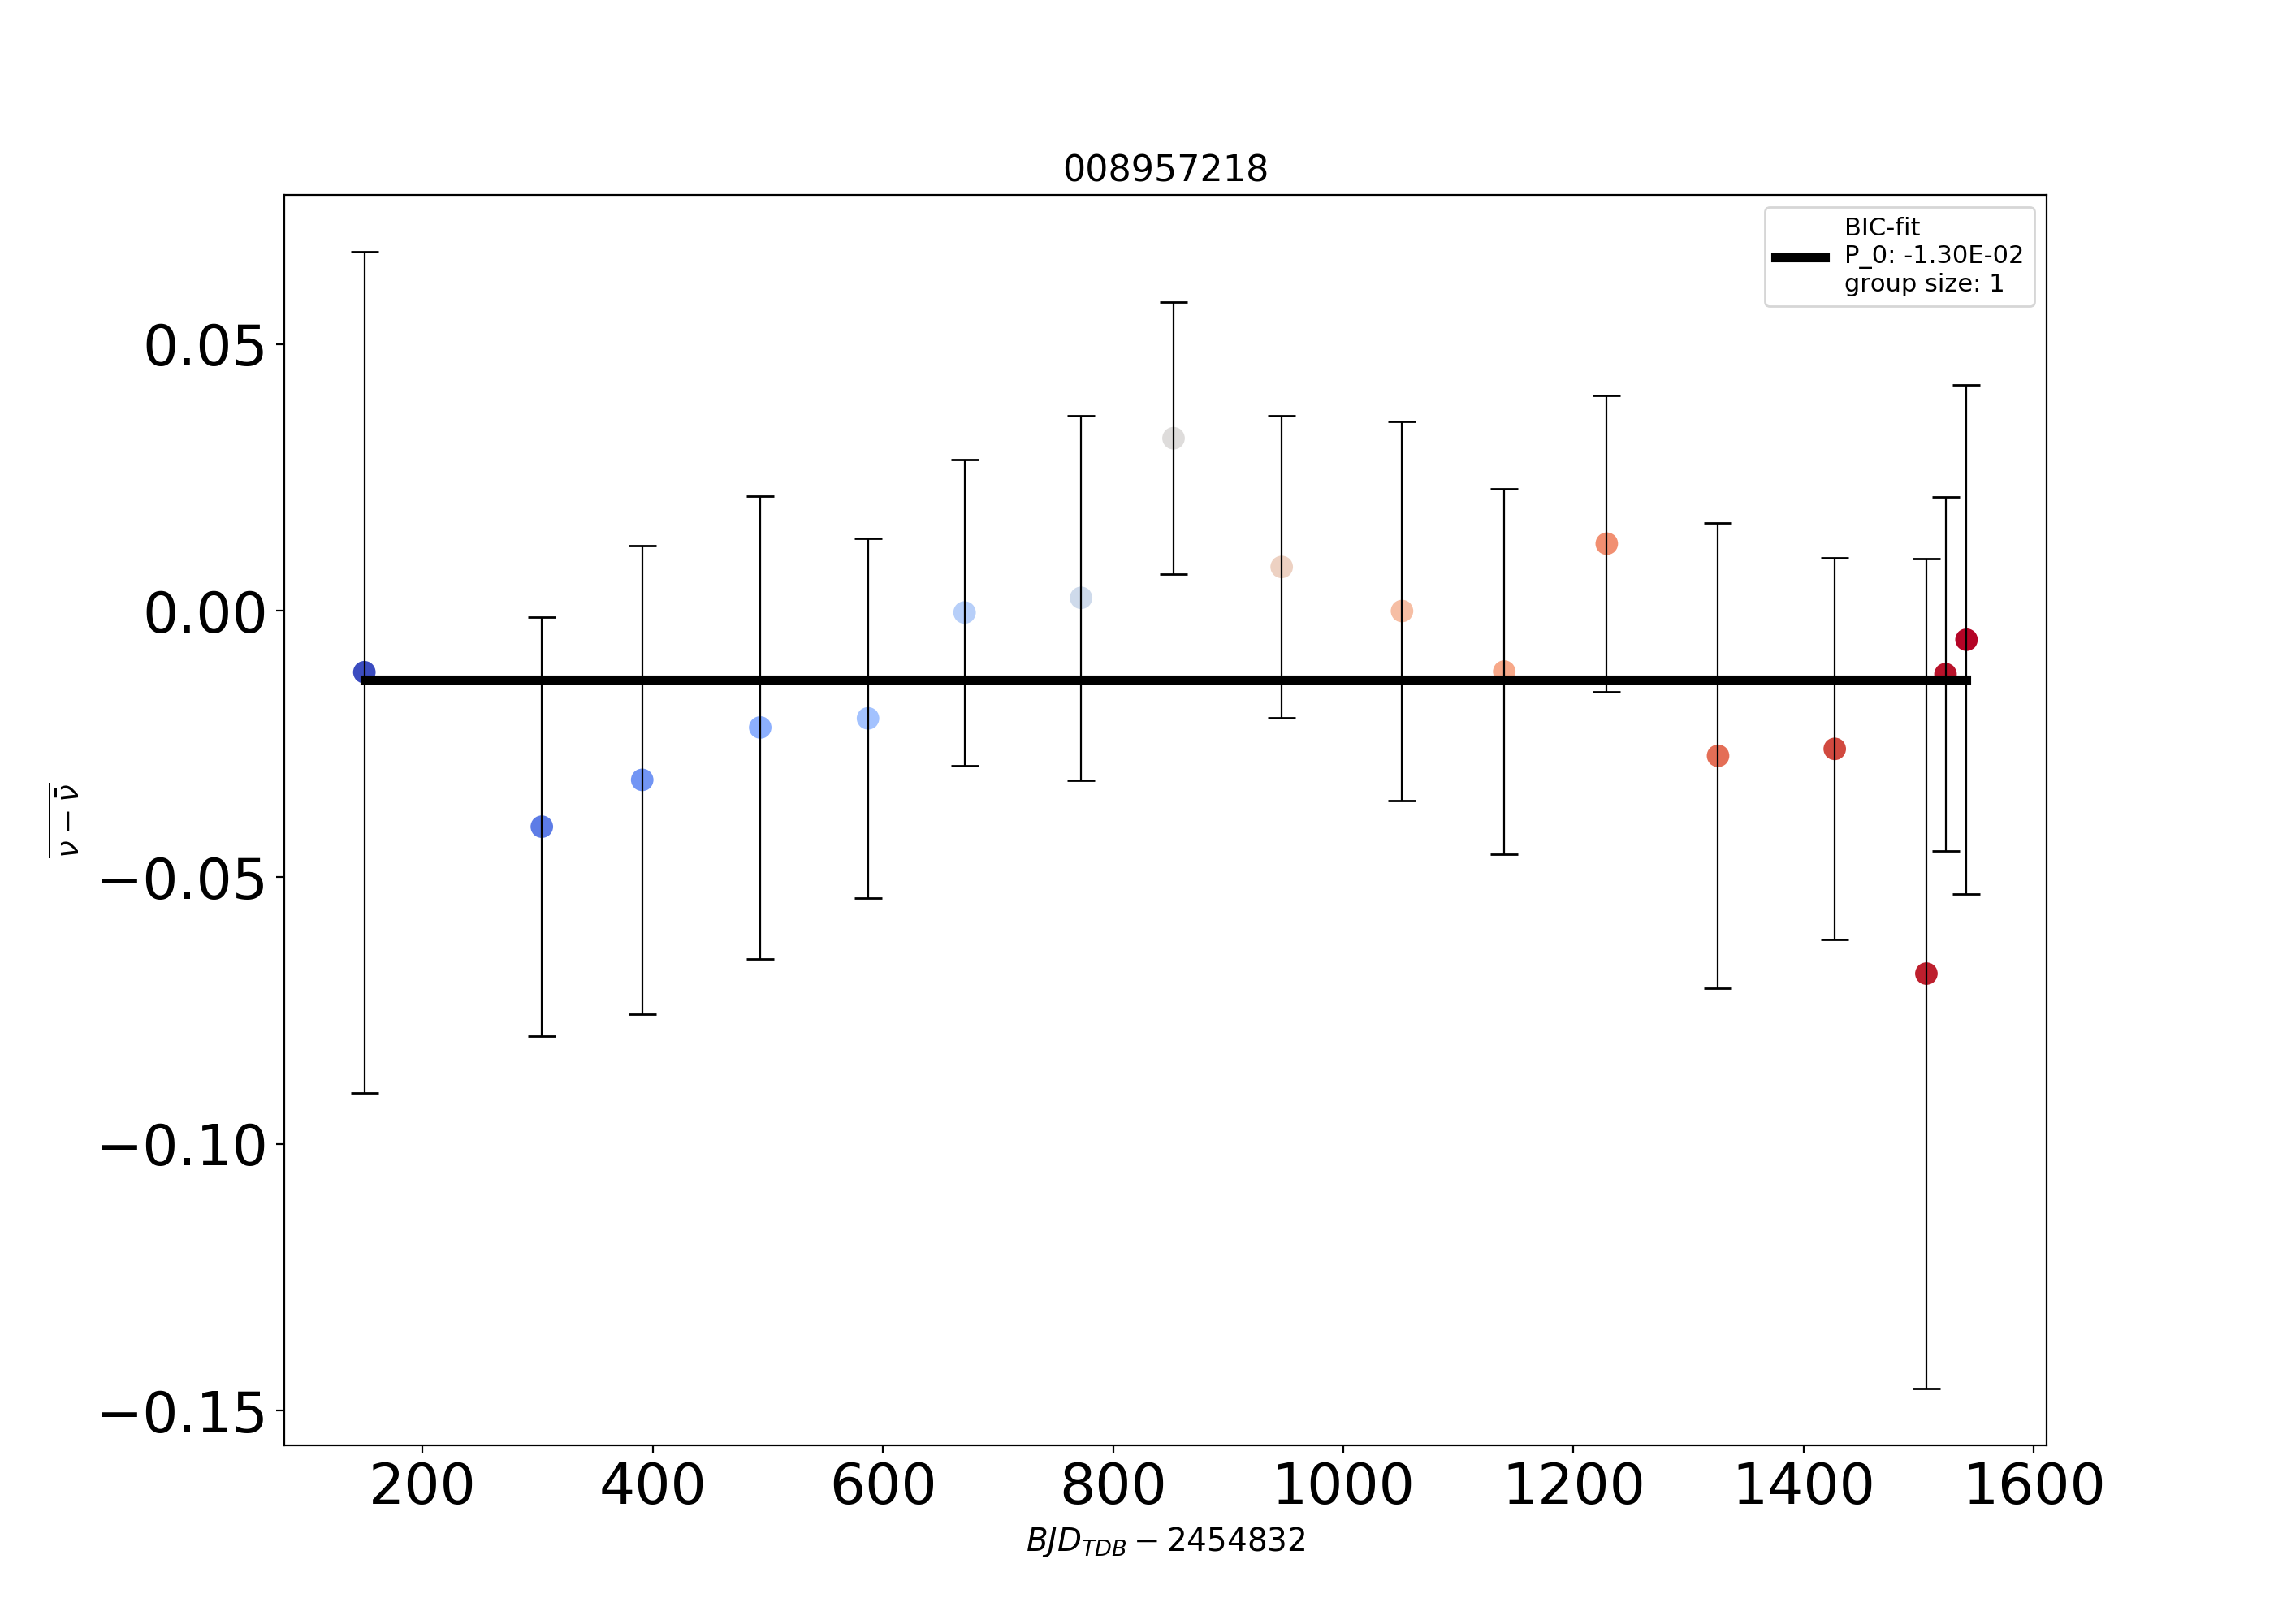 008957218
BIC-fit
P_0: -1.30E-02
group size: 1
0.05
0.00
−0.05
−0.10
−0.15
ν − ν̄
200 400 600 800 1000 1200 1400 1600
BJD_TDB − 2454832